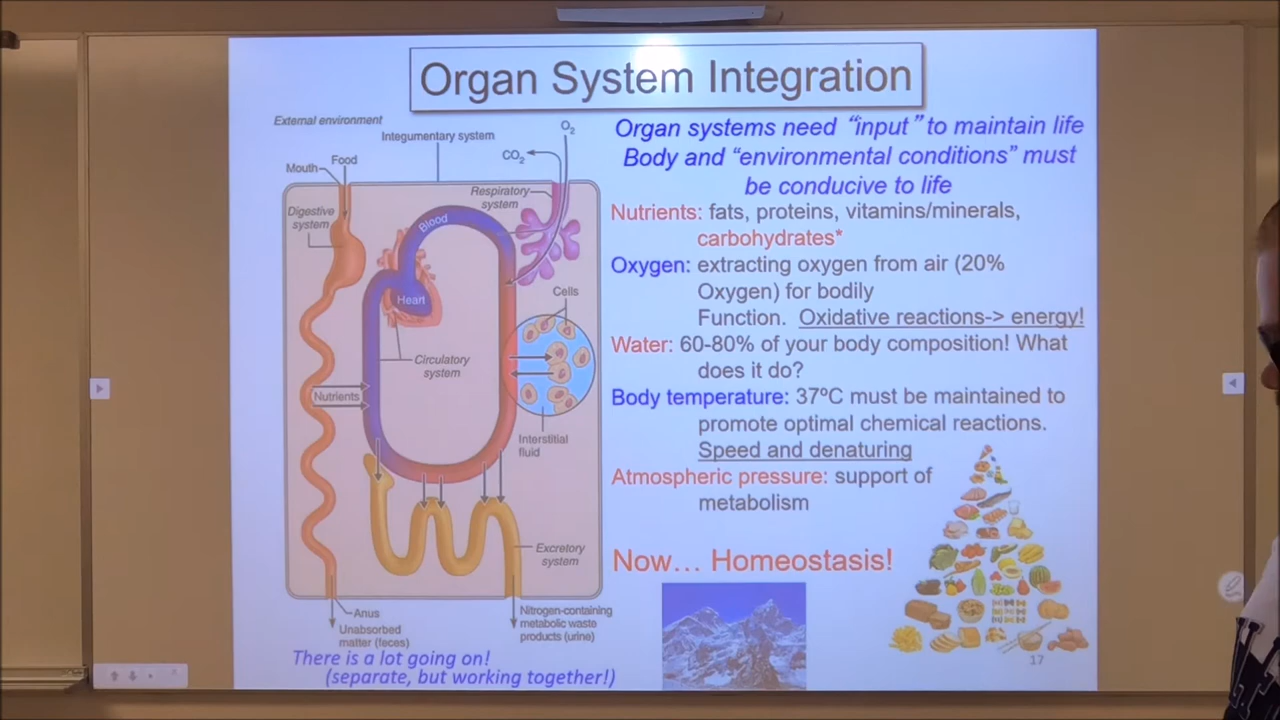 Organ System Integration
External environment
Integumentary system
O2
CO2
Mouth
Food
Respiratory
system
Digestive
system
Blood
Heart
Cells
Circulatory
system
Nutrients
Interstitial
fluid
Excretory
system
Anus
Unabsorbed
matter (feces)
Nitrogen-containing
metabolic waste
products (urine)
There is a lot going on!
(separate, but working together!)
Organ systems need “input” to maintain life
Body and “environmental conditions” must
be conducive to life
Nutrients: fats, proteins, vitamins/minerals,
carbohydrates*
Oxygen: extracting oxygen from air (20%
Oxygen) for bodily
Function. Oxidative reactions-> energy!
Water: 60-80% of your body composition! What
does it do?
Body temperature: 37ºC must be maintained to
promote optimal chemical reactions.
Speed and denaturing
Atmospheric pressure: support of
metabolism
Now… Homeostasis!
17